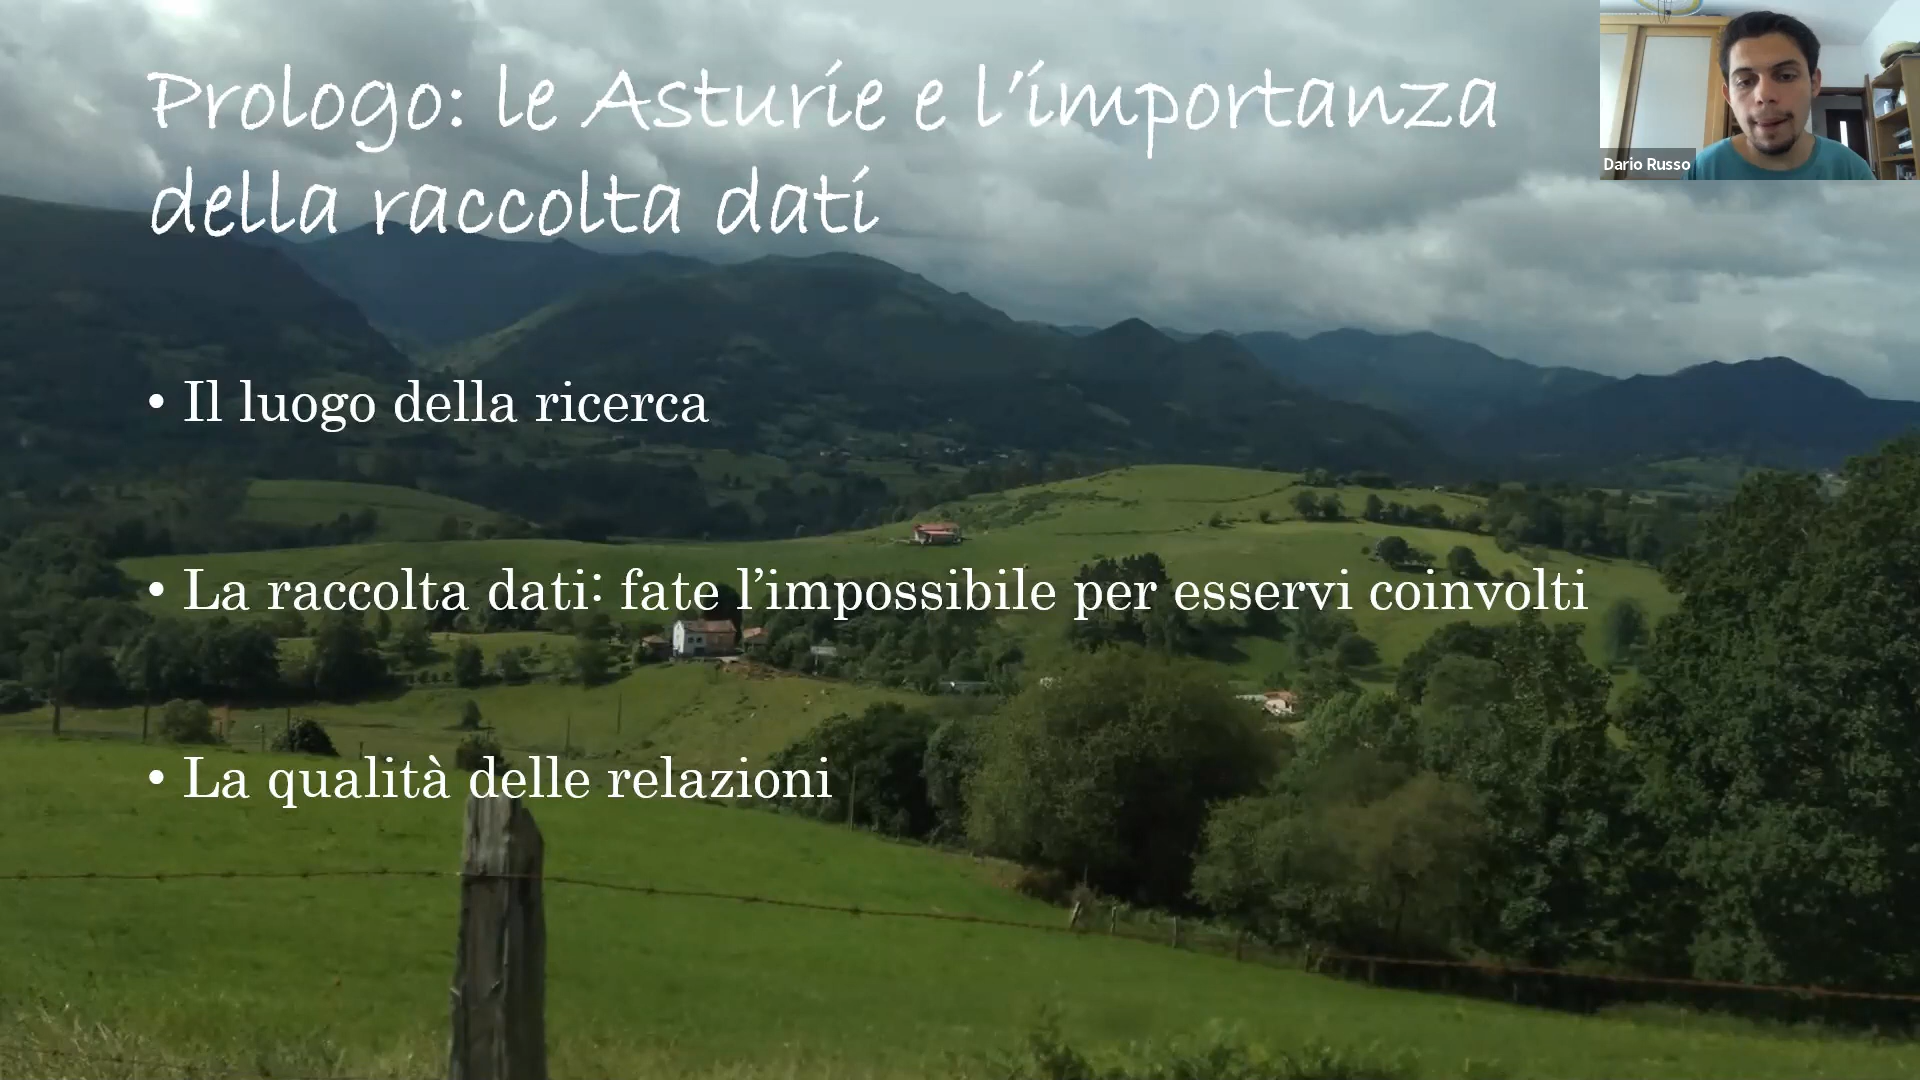 Prologo: le Asturie e l’importanza
della raccolta dati
Dario Russo
• Il luogo della ricerca
• La raccolta dati: fate l’impossibile per esservi coinvolti
• La qualità delle relazioni